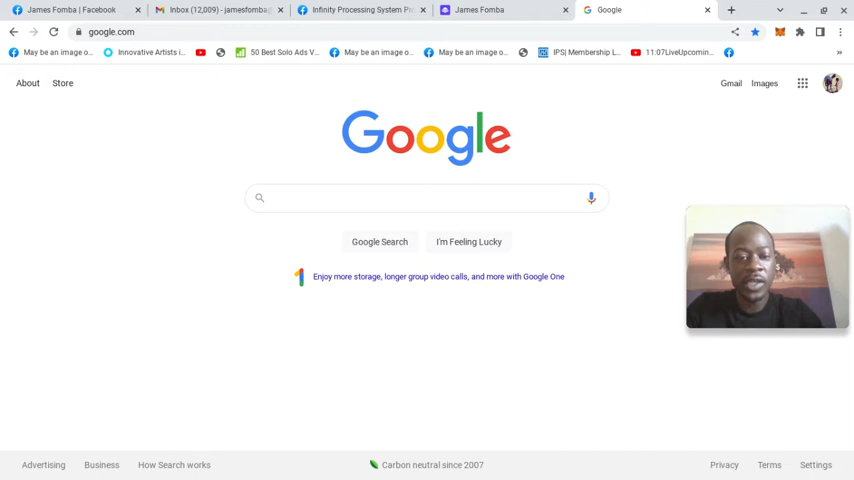 James Fomba | Facebook
Inbox (12,009) - jamesfomba@
Infinity Processing System Pro
James Fomba
Google
google.com
May be an image o...
Innovative Artists i...
50 Best Solo Ads V...
May be an image o...
May be an image o...
IPS| Membership L...
11:07LiveUpcomin...
About
Store
Gmail
Images
Google
Google Search
I'm Feeling Lucky
Enjoy more storage, longer group video calls, and more with Google One
Advertising
Business
How Search works
Carbon neutral since 2007
Privacy
Terms
Settings